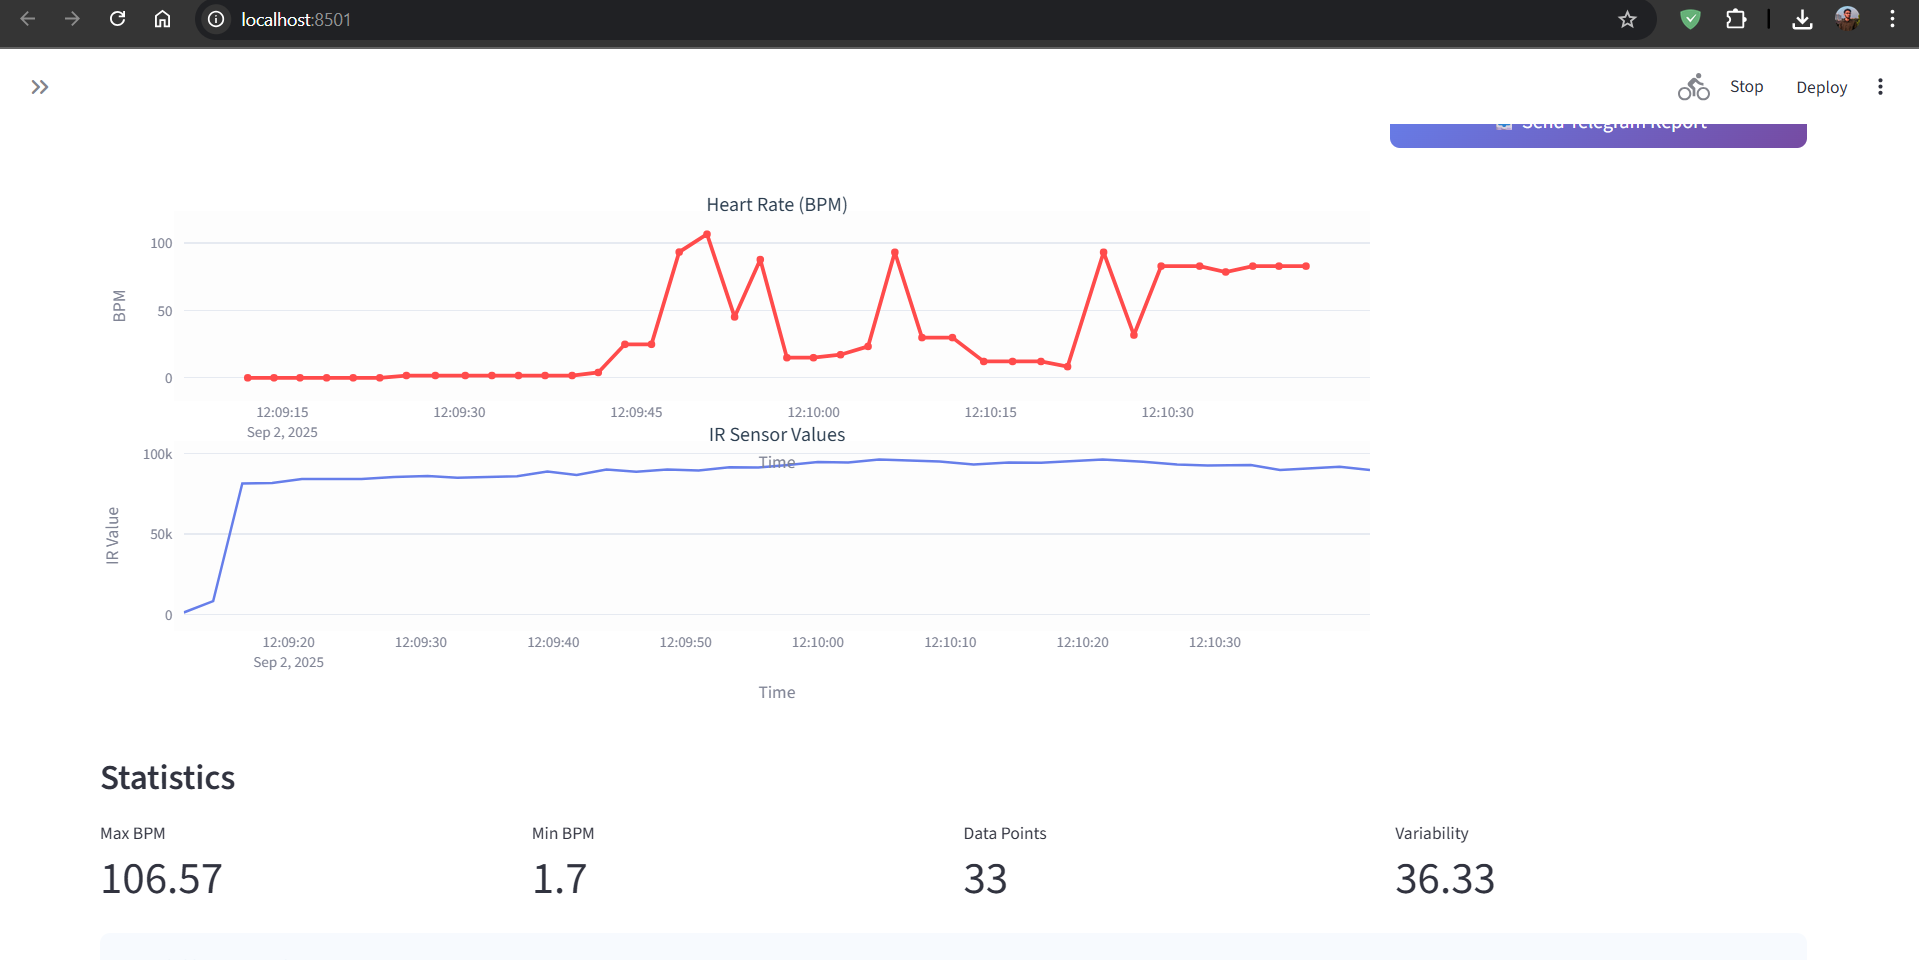 localhost:8501
Stop
Deploy
Send Telegram Report
Heart Rate (BPM)
100
50
0
BPM
12:09:15
Sep 2, 2025
12:09:30
12:09:45
12:10:00
12:10:15
12:10:30
Time
IR Sensor Values
100k
50k
0
IR Value
12:09:20
Sep 2, 2025
12:09:30
12:09:40
12:09:50
12:10:00
12:10:10
12:10:20
12:10:30
Time
Statistics
Max BPM
106.57
Min BPM
1.7
Data Points
33
Variability
36.33